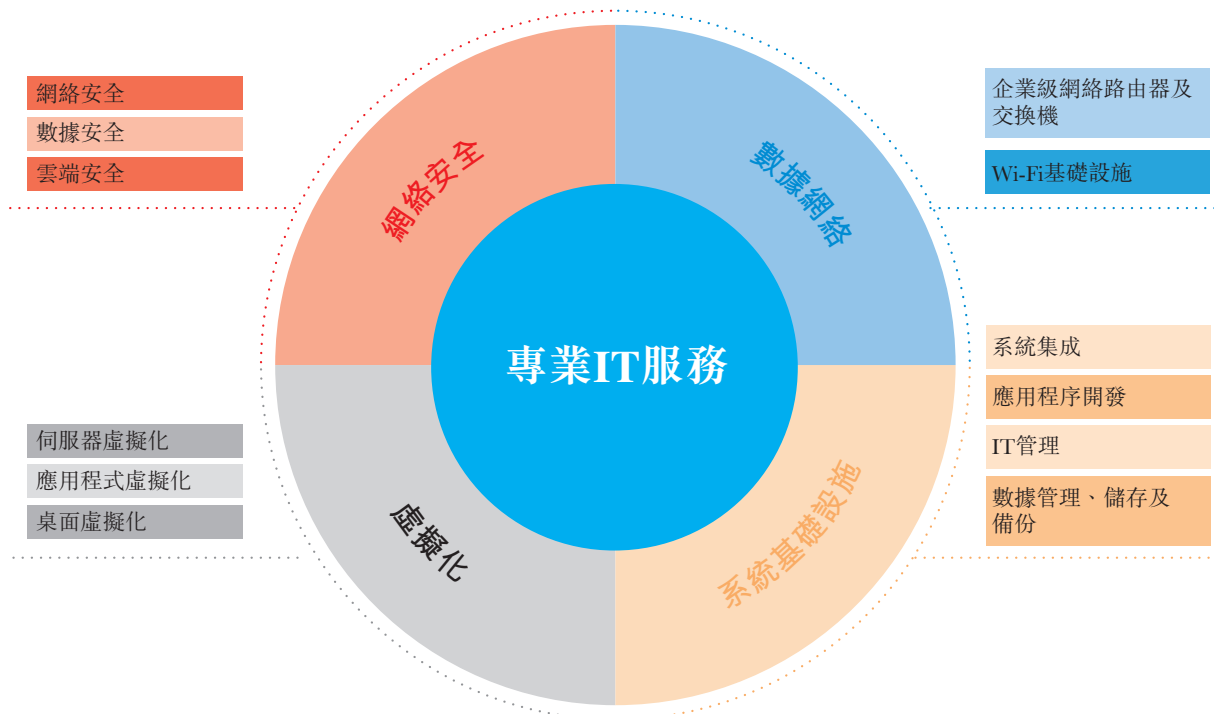 網絡安全
數據安全
雲端安全
網絡安全
數據網絡
企業級網絡路由器及
交換機
Wi-Fi基礎設施
專業IT服務
伺服器虛擬化
應用程式虛擬化
桌面虛擬化
虛擬化
系統基礎設施
系統集成
應用程序開發
IT管理
數據管理、儲存及
備份